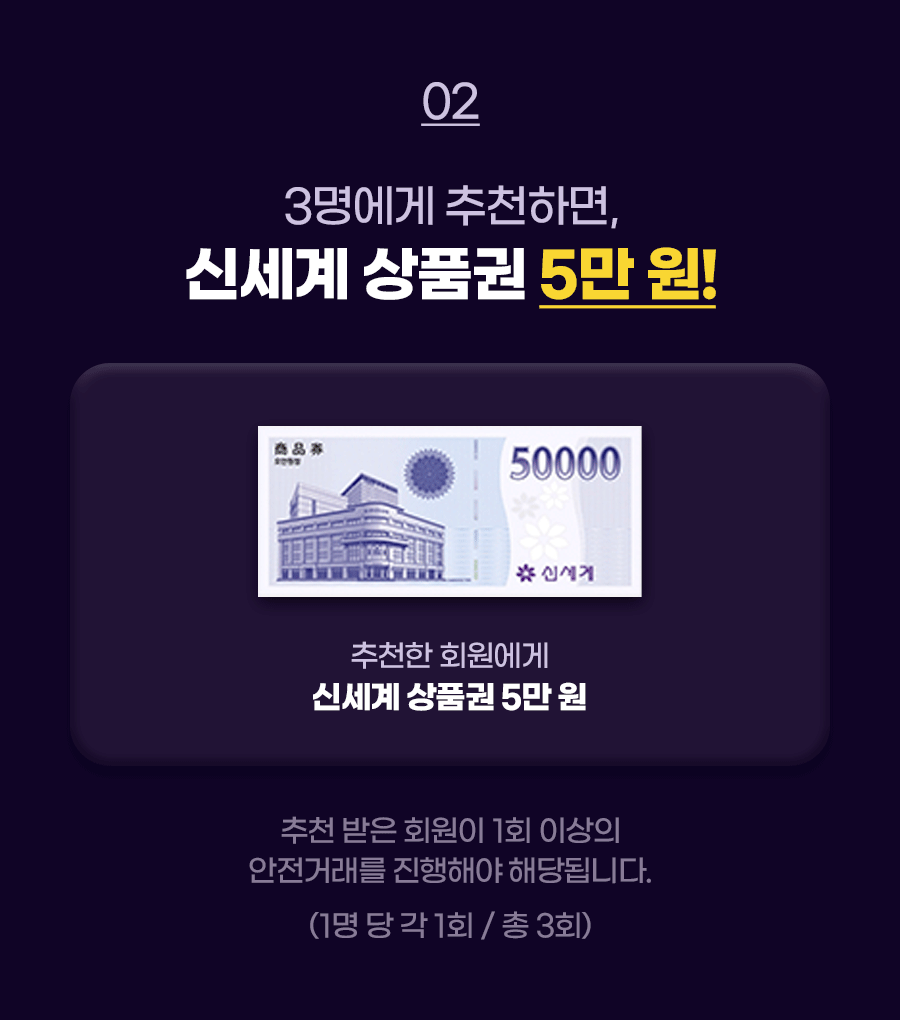 02
3명에게 추천하면,
신세계 상품권 5만 원!
商品券
오만원정
50000
신세계
추천한 회원에게
신세계 상품권 5만 원
추천 받은 회원이 1회 이상의
안전거래를 진행해야 해당됩니다.
(1명 당 각 1회 / 총 3회)